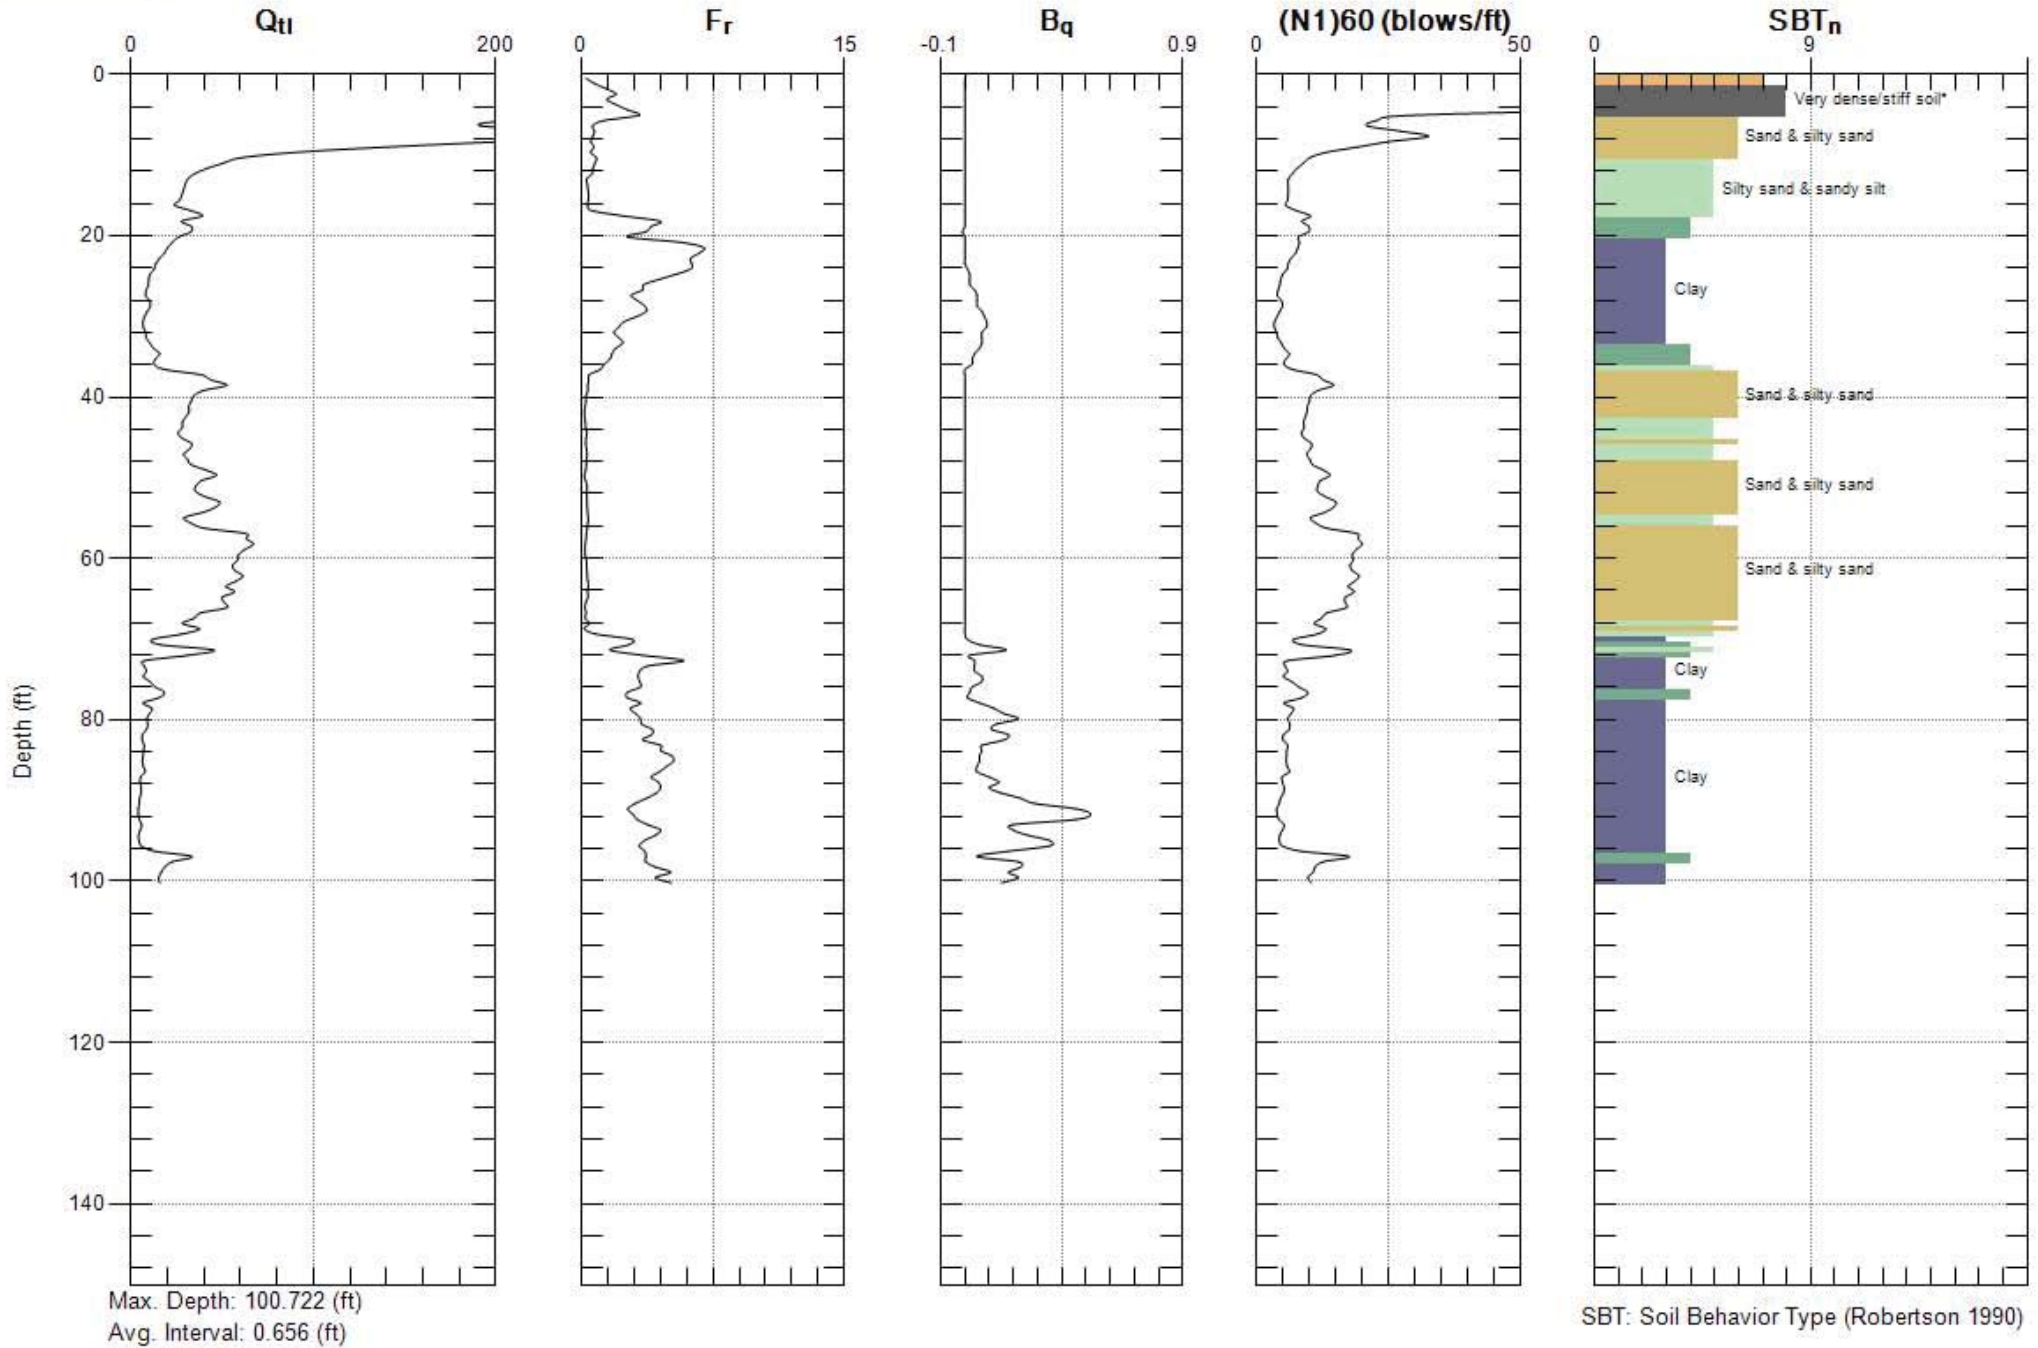 Qtl
Fr
Bq
(N1)60 (blows/ft)
SBTn
0 200
0 15
-0.1 0.9
0 50
0 9
0
20
40
60
80
100
120
140
Depth (ft)
Very dense/stiff soil*
Sand & silty sand
Silty sand & sandy silt
Clay
Sand & silty sand
Sand & silty sand
Sand & silty sand
Clay
Clay
Max. Depth: 100.722 (ft)
Avg. Interval: 0.656 (ft)
SBT: Soil Behavior Type (Robertson 1990)